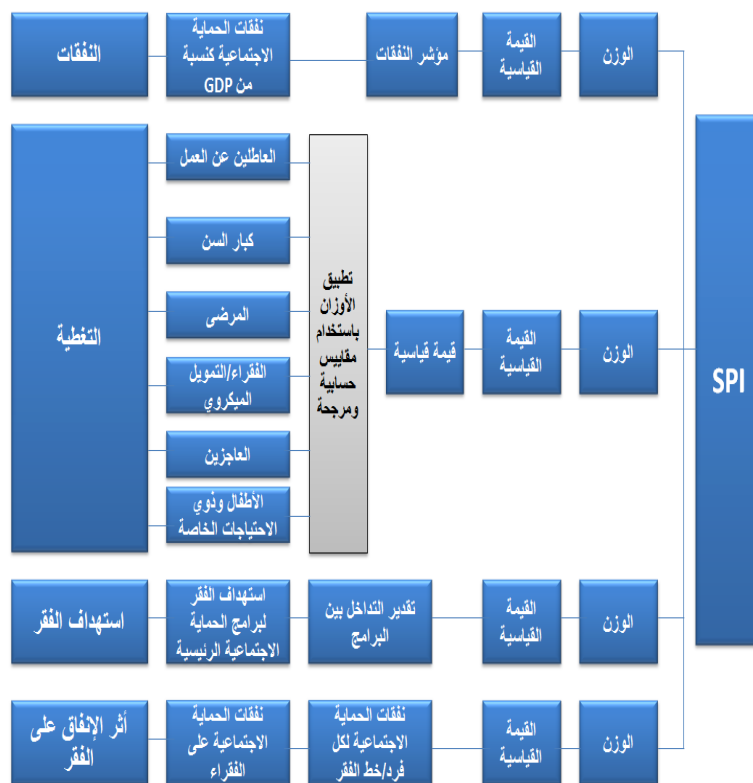 النفقات
نفقات الحماية
الاجتماعية كنسبة
من GDP
مؤشر النفقات
القيمة
القياسية
الوزن
التغطية
العاطلين عن العمل
كبار السن
المرضى
الفقراء/التمويل
الميكروي
العاجزين
الأطفال وذوي
الاحتياجات الخاصة
تطبيق
الأوزان
باستخدام
مقاييس
حسابية
ومرجحة
قيمة قياسية
القيمة
القياسية
الوزن
SPI
استهداف الفقر
استهداف الفقر
لبرامج الحماية
الاجتماعية الرئيسية
تقدير التداخل بين
البرامج
القيمة
القياسية
الوزن
أثر الإنفاق على
الفقر
نفقات الحماية
الاجتماعية على
الفقراء
نفقات الحماية
الاجتماعية لكل
فرد/خط الفقر
القيمة
القياسية
الوزن